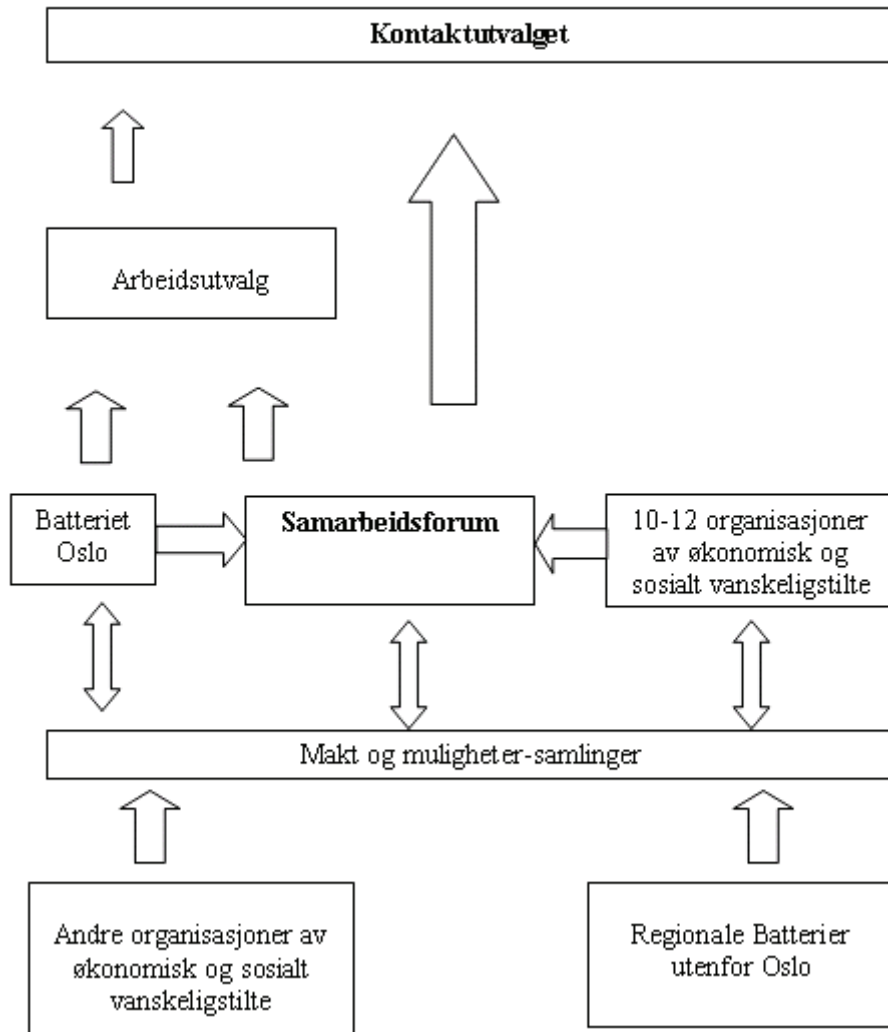 Kontaktutvalget
Arbeidsutvalg
Batteriet
Oslo
Samarbeidsforum
10-12 organisasjoner
av økonomisk og
sosialt vanskeligstilte
Makt og muligheter-samlinger
Andre organisasjoner av
økonomisk og sosialt
vanskeligstilte
Regionale Batterier
utenfor Oslo